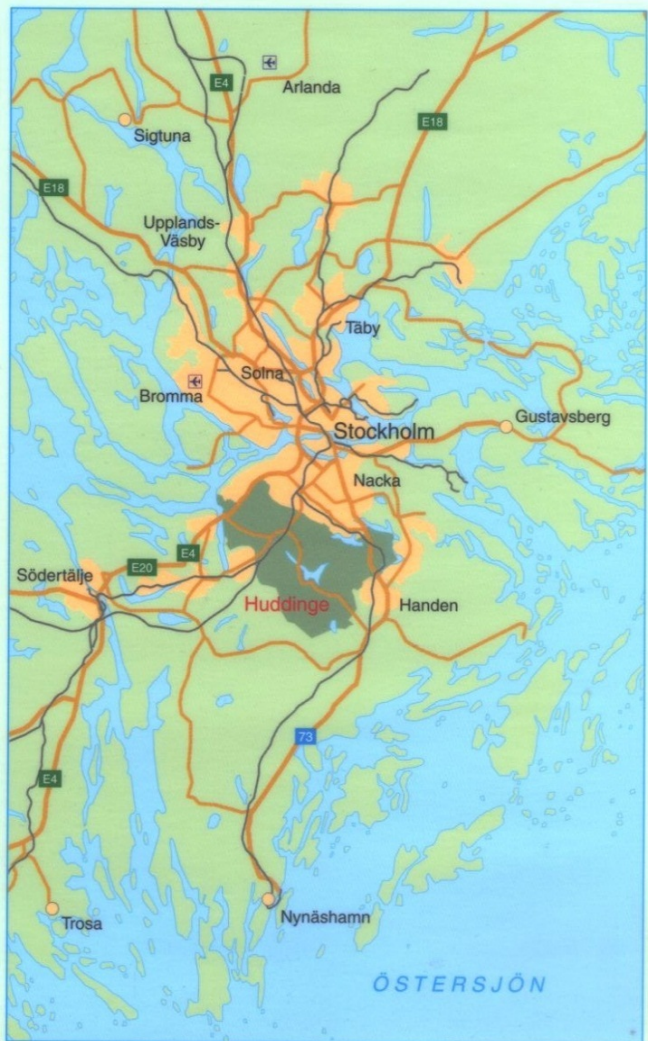 E4
Arlanda
Sigtuna
E18
E18
Upplands-
Väsby
Täby
Solna
Bromma
Gustavsberg
Stockholm
Nacka
E4
E20
Södertälje
Huddinge
Handen
73
E4
Trosa
Nynäshamn
ÖSTERSJÖN